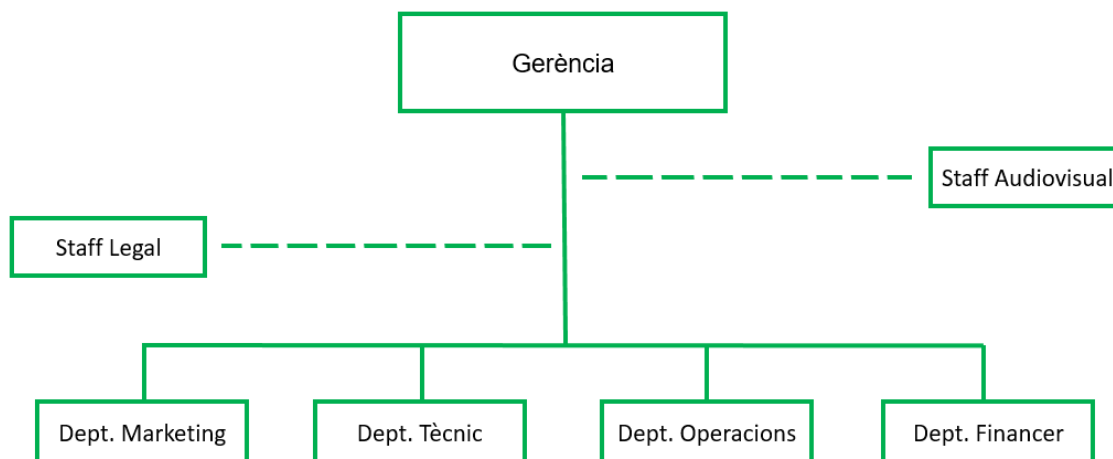 Gerència
Staff Audiovisual
Staff Legal
Dept. Marketing
Dept. Tècnic
Dept. Operacions
Dept. Financer